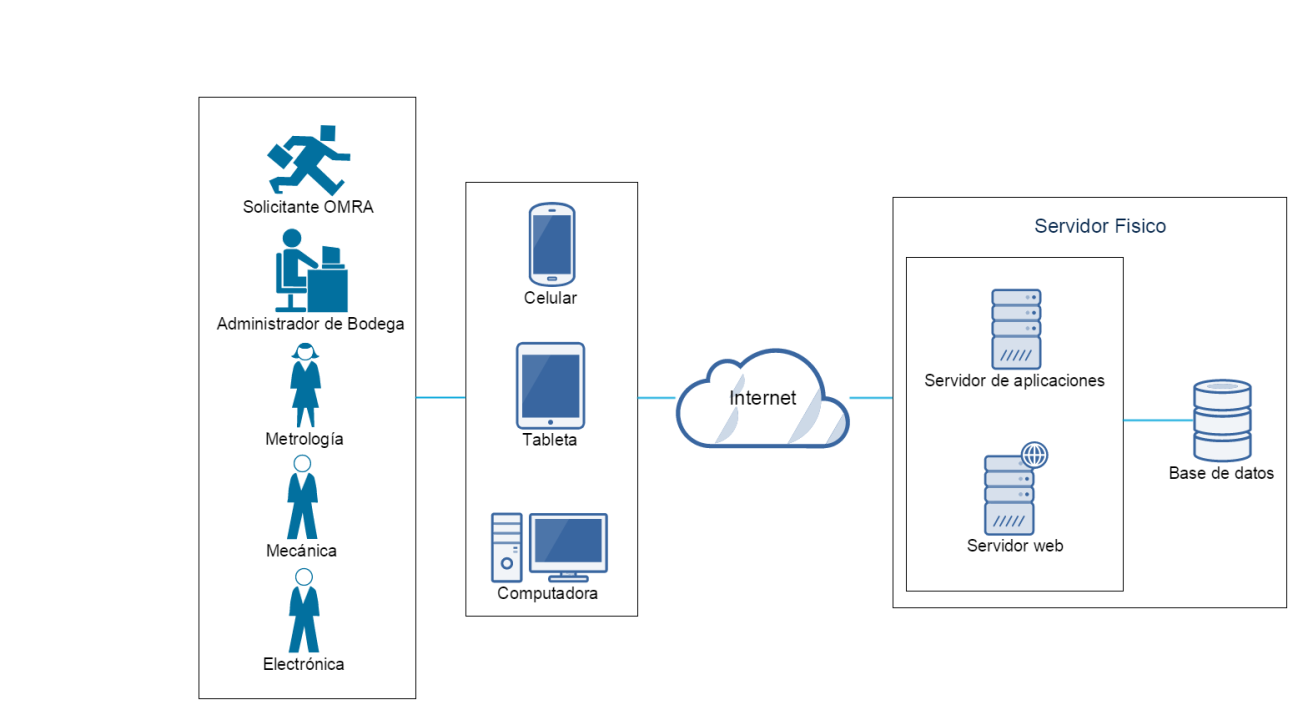 Solicitante OMRA
Administrador de Bodega
Metrología
Mecánica
Electrónica
Celular
Tableta
Computadora
Internet
Servidor Fisico
Servidor de aplicaciones
Servidor web
Base de datos